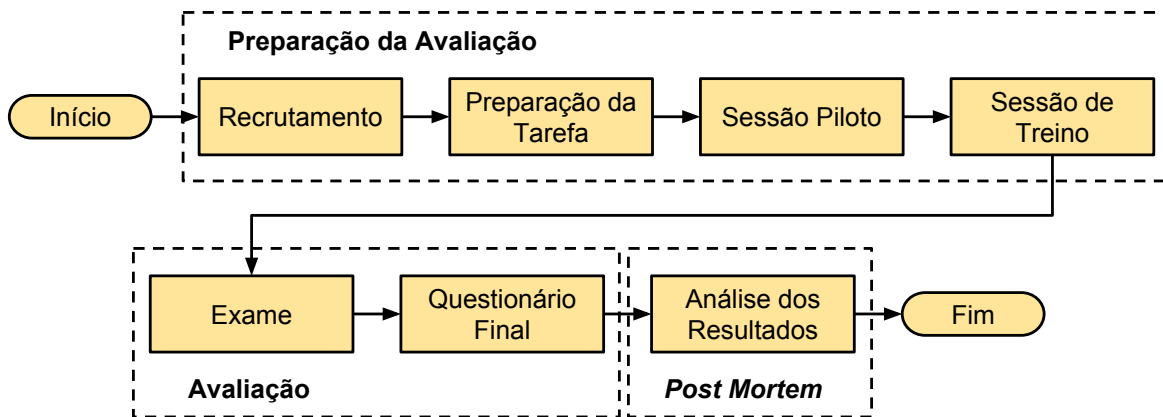 Preparação da Avaliação
Início
Recrutamento
Preparação da
Tarefa
Sessão Piloto
Sessão de
Treino
Exame
Questionário
Final
Análise dos
Resultados
Fim
Avaliação
Post Mortem